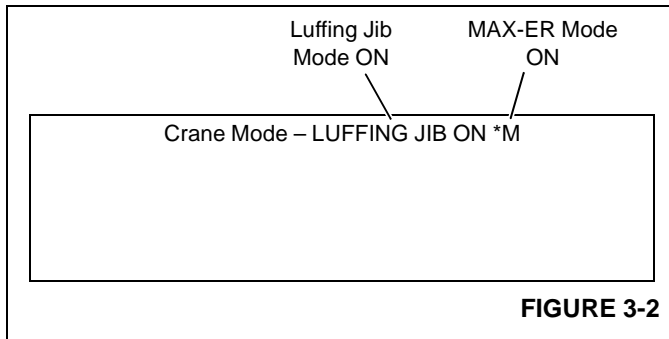 Luffing Jib
Mode ON
MAX-ER Mode
ON
Crane Mode – LUFFING JIB ON *M
FIGURE 3-2